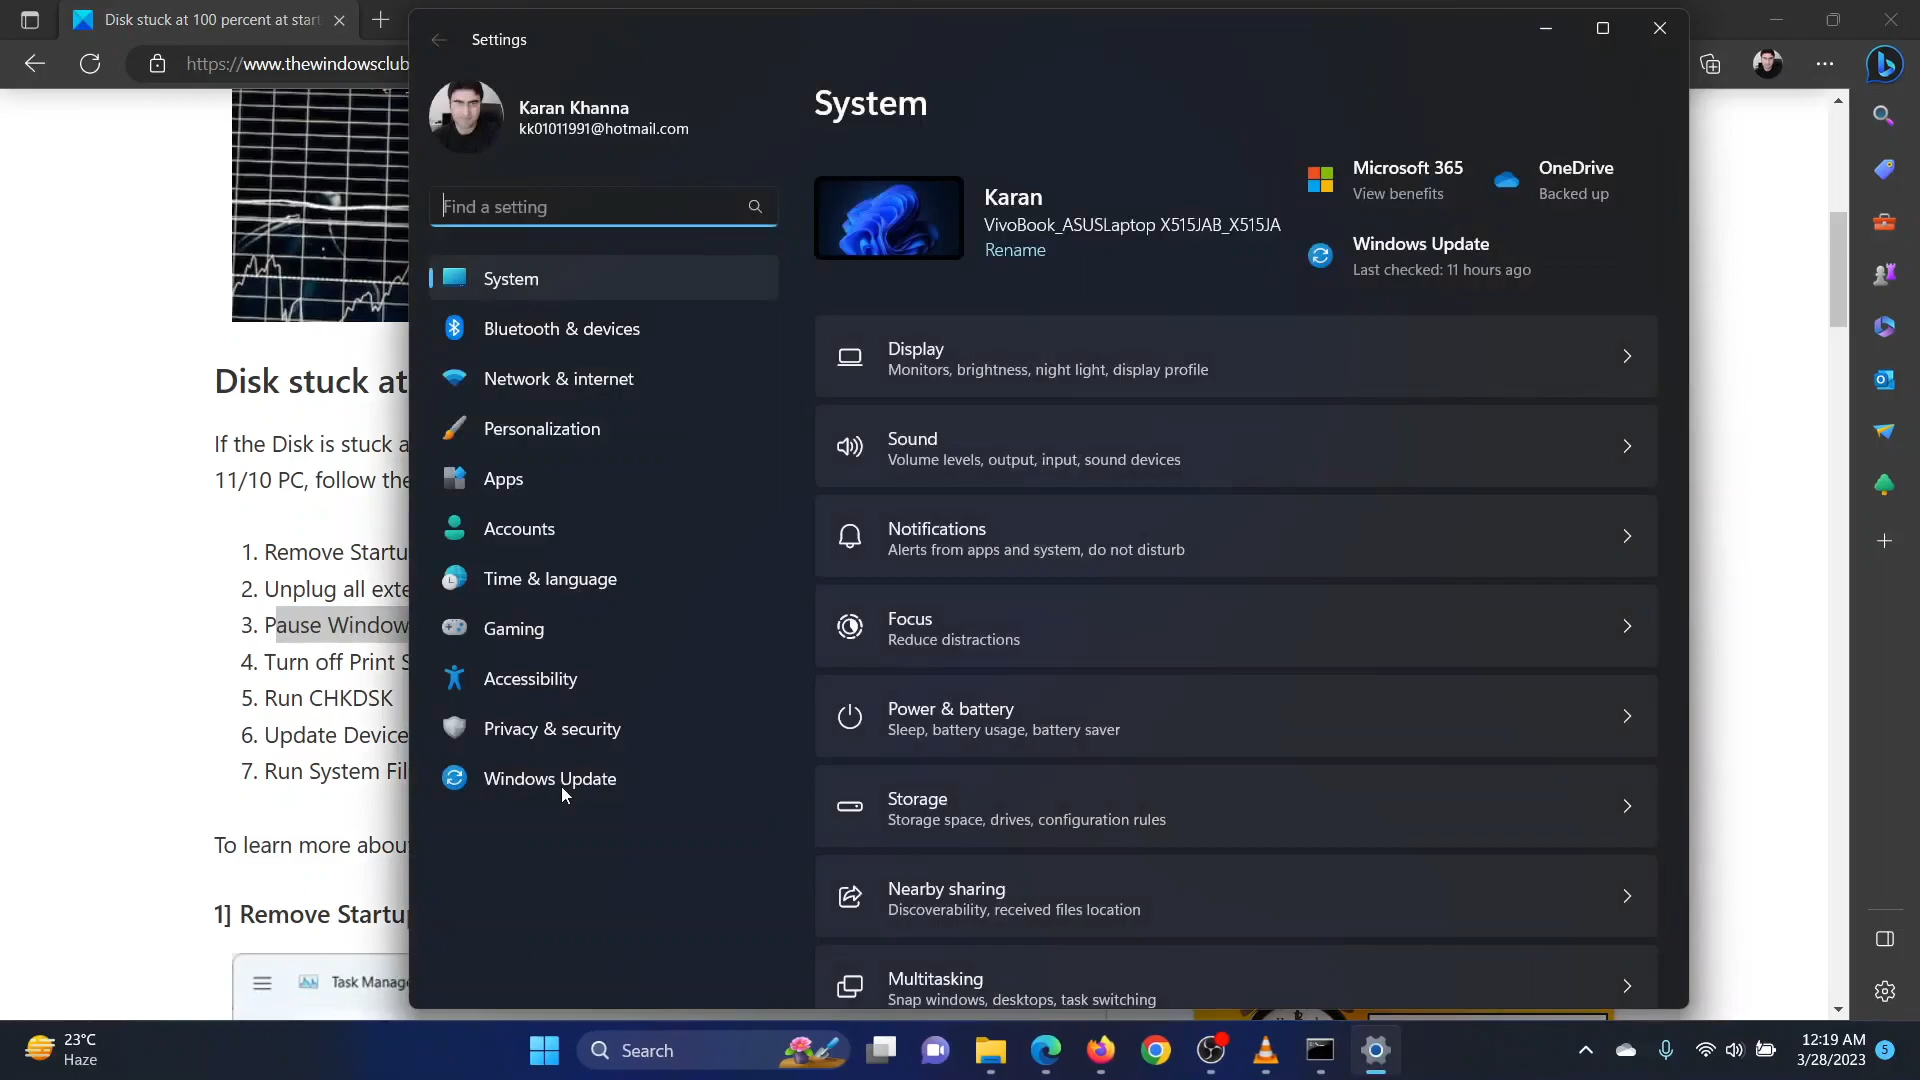 Disk stuck at 100 percent at start
https://www.thewindowsclub
Disk stuck at
If the Disk is stuck a
11/10 PC, follow the
1. Remove Startu
2. Unplug all exte
3. Pause Window
4. Turn off Print S
5. Run CHKDSK
6. Update Device
7. Run System Fil
To learn more abou
1] Remove Startu
Task Manage
Settings
Karan Khanna
kk01011991@hotmail.com
Find a setting
System
Bluetooth & devices
Network & internet
Personalization
Apps
Accounts
Time & language
Gaming
Accessibility
Privacy & security
Windows Update
System
Karan
VivoBook_ASUSLaptop X515JAB_X515JA
Rename
Microsoft 365
View benefits
OneDrive
Backed up
Windows Update
Last checked: 11 hours ago
Display
Monitors, brightness, night light, display profile
Sound
Volume levels, output, input, sound devices
Notifications
Alerts from apps and system, do not disturb
Focus
Reduce distractions
Power & battery
Sleep, battery usage, battery saver
Storage
Storage space, drives, configuration rules
Nearby sharing
Discoverability, received files location
Multitasking
Snap windows, desktops, task switching
23°C
Haze
Search
12:19 AM
3/28/2023
5